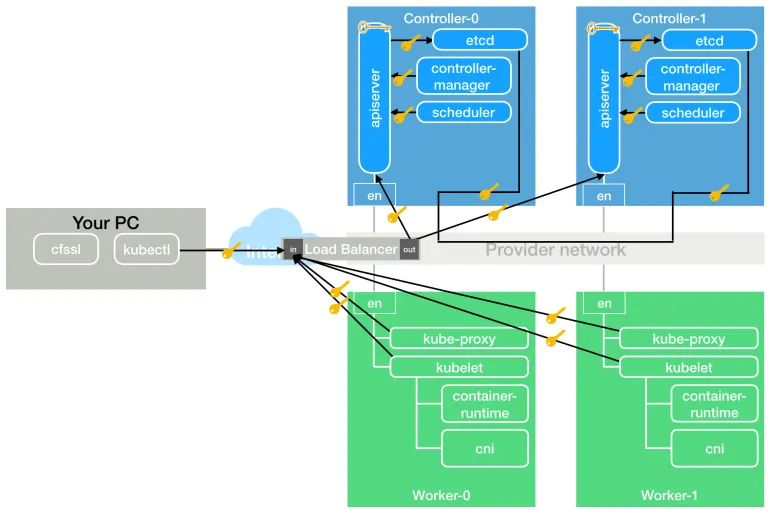 Controller-0
Controller-1
etcd
etcd
controller-
manager
controller-
manager
apiserver
apiserver
scheduler
scheduler
en
en
Your PC
cfssl
kubectl
Inter
in
Load Balancer
out
Provider network
en
en
kube-proxy
kube-proxy
kubelet
kubelet
container-
runtime
container-
runtime
cni
cni
Worker-0
Worker-1